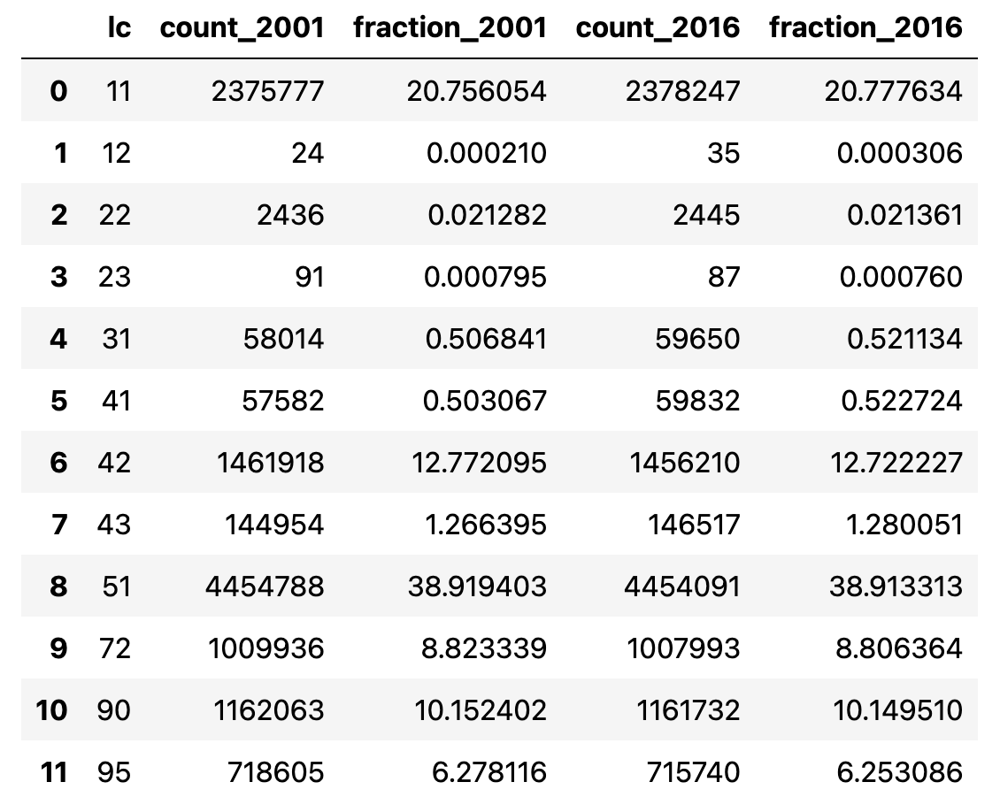 lc count_2001 fraction_2001 count_2016 fraction_2016
0 11 2375777 20.756054 2378247 20.777634
1 12 24 0.000210 35 0.000306
2 22 2436 0.021282 2445 0.021361
3 23 91 0.000795 87 0.000760
4 31 58014 0.506841 59650 0.521134
5 41 57582 0.503067 59832 0.522724
6 42 1461918 12.772095 1456210 12.722227
7 43 144954 1.266395 146517 1.280051
8 51 4454788 38.919403 4454091 38.913313
9 72 1009936 8.823339 1007993 8.806364
10 90 1162063 10.152402 1161732 10.149510
11 95 718605 6.278116 715740 6.253086